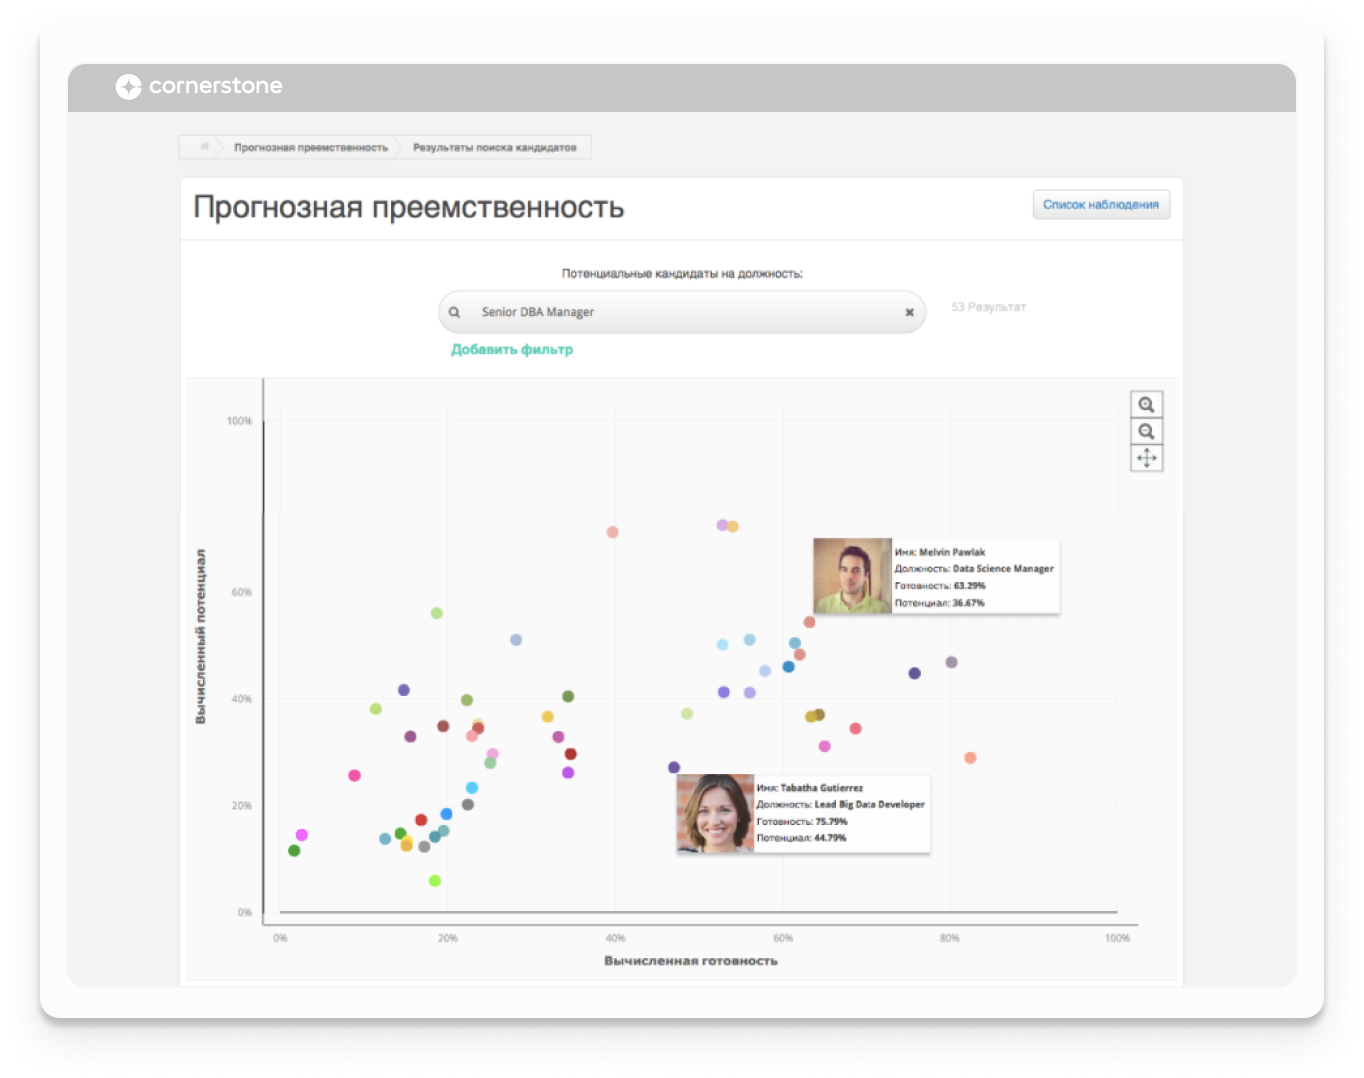 cornerstone
Прогнозная преемственность
Результаты поиска кандидатов
Прогнозная преемственность
Список наблюдения
Потенциальные кандидаты на должность:
Senior DBA Manager
53 Результат
Добавить фильтр
100%
60%
40%
20%
0%
Вычисленный потенциал
Имя: Melvin Pawlak
Должность: Data Science Manager
Готовность: 63.29%
Потенциал: 36.67%
Имя: Tabatha Gutierrez
Должность: Lead Big Data Developer
Готовность: 75.79%
Потенциал: 44.79%
0%
20%
40%
60%
80%
100%
Вычисленная готовность